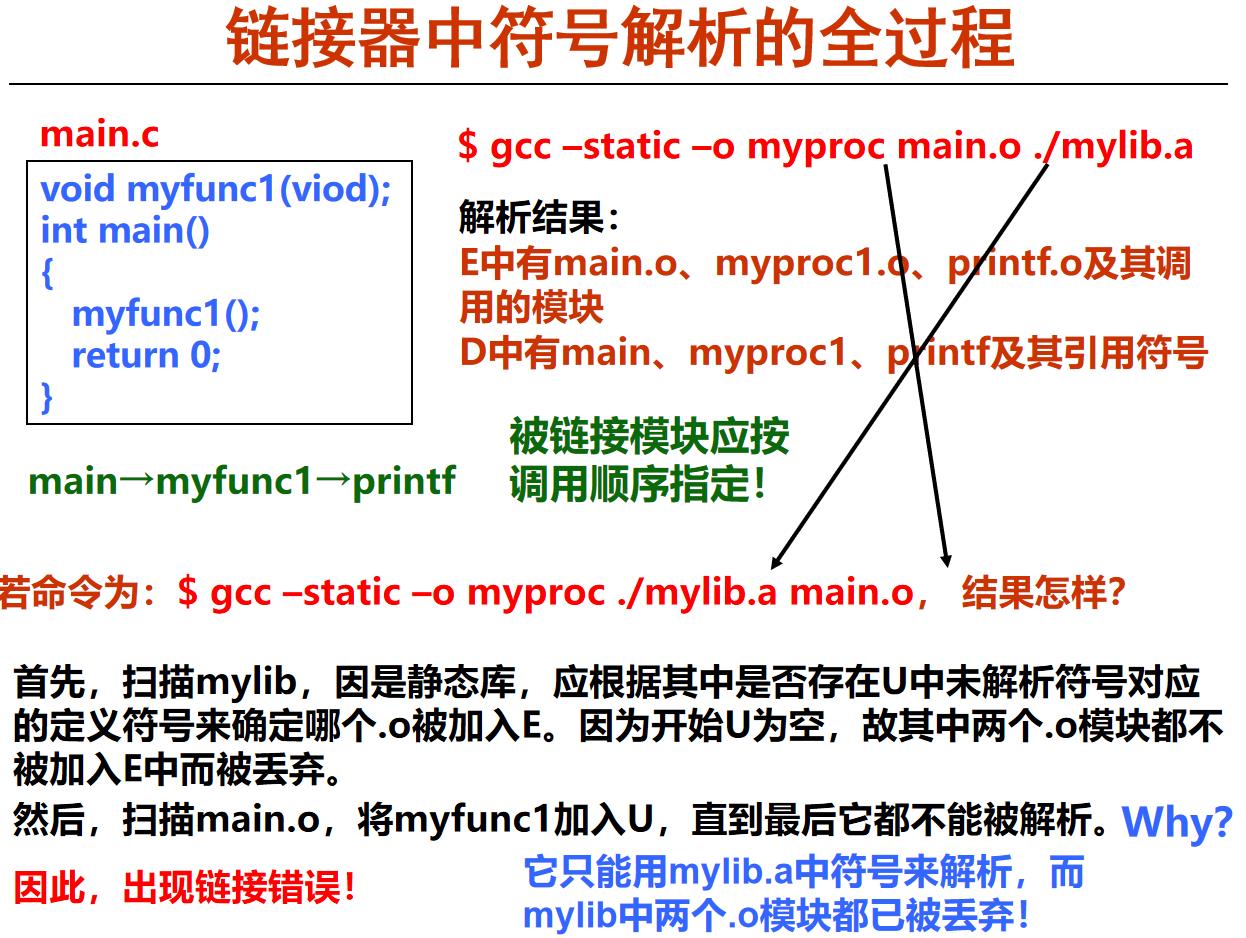 链接器中符号解析的全过程
main.c
void myfunc1(viod);
int main()
{
myfunc1();
return 0;
}
main→myfunc1→printf
$ gcc –static –o myproc main.o ./mylib.a
解析结果：
E中有main.o、myproc1.o、printf.o及其调
用的模块
D中有main、myproc1、printf及其引用符号
被链接模块应按
调用顺序指定！
若命令为：$ gcc –static –o myproc ./mylib.a main.o， 结果怎样？
首先，扫描mylib，因是静态库，应根据其中是否存在U中未解析符号对应
的定义符号来确定哪个.o被加入E。因为开始U为空，故其中两个.o模块都不
被加入E中而被丢弃。
然后，扫描main.o，将myfunc1加入U，直到最后它都不能被解析。Why?
因此，出现链接错误！
它只能用mylib.a中符号来解析，而
mylib中两个.o模块都已被丢弃！